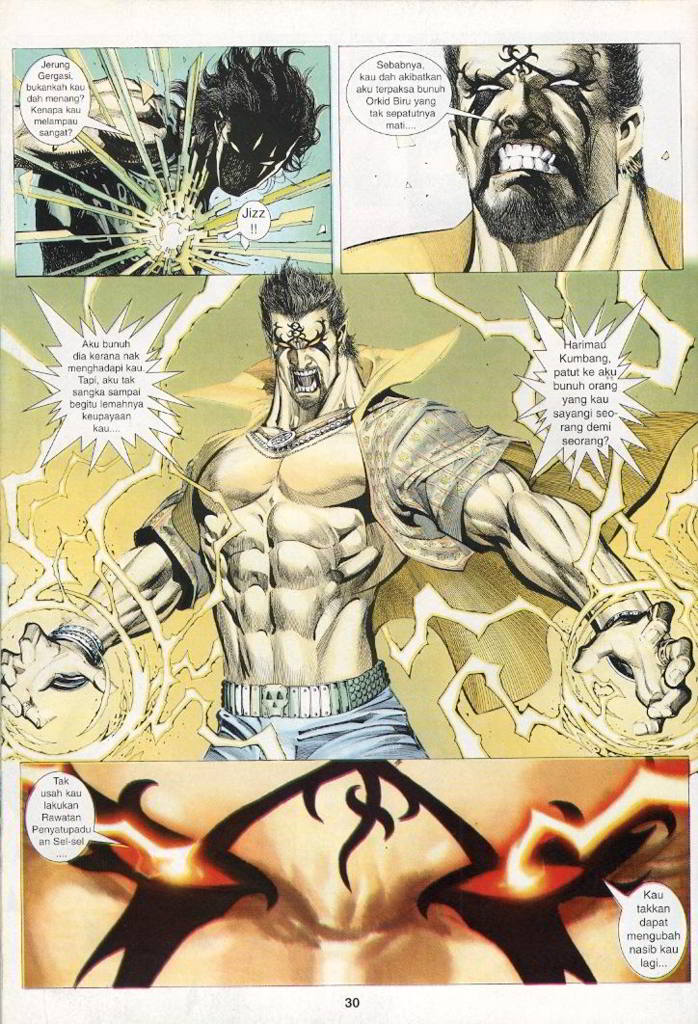 Jerung
Gergasi,
bukankah kau
dah menang?
Kenapa kau
melampau
sangat?
Jizz
!!
Sebabnya,
kau dah akibatkan
aku terpaksa bunuh
Orkid Biru yang
tak sepatutnya
mati....
Aku bunuh
dia kerana nak
menghadapi kau.
Tapi, aku tak
sangka sampai
begitu lemahnya
keupayaan
kau....
Harimau
Kumbang,
patut ke aku
bunuh orang
yang kau
sayangi seo-
rang demi
seorang?
Tak
usah kau
lakukan
Rawatan
Penyatupadu
an Sel-sel
....
Kau
takkan
dapat
mengubah
nasib kau
lagi...
30